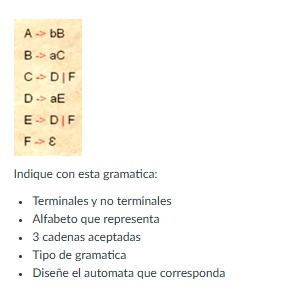 A -> bB
B -> aC
C -> D | F
D -> aE
E -> D | F
F -> ε
Indique con esta gramatica:
• Terminales y no terminales
• Alfabeto que representa
• 3 cadenas aceptadas
• Tipo de gramatica
• Diseñe el automata que corresponda